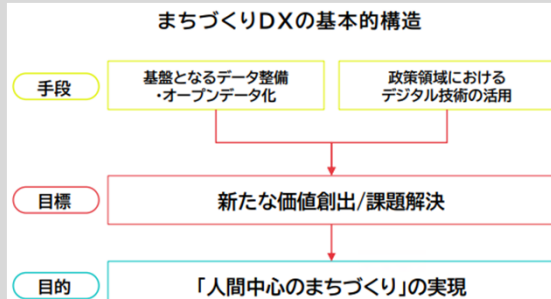 まちづくりDXの基本的構造
手段
基盤となるデータ整備
・オープンデータ化
政策領域における
デジタル技術の活用
目標
新たな価値創出/課題解決
目的
「人間中心のまちづくり」の実現